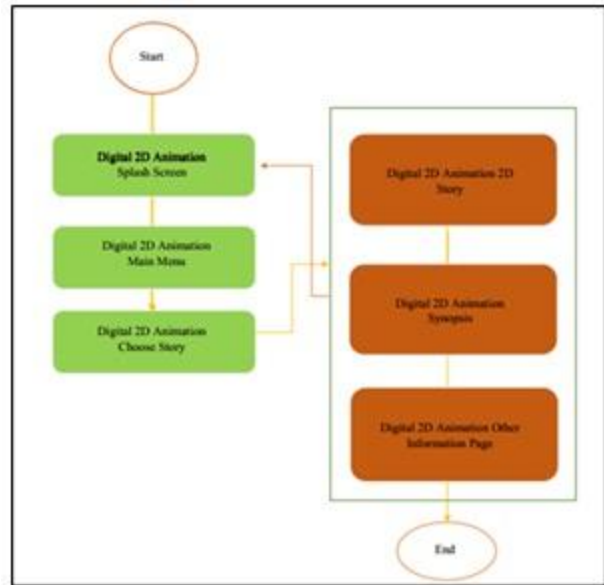 Start
Digital 2D Animation
Splash Screen
Digital 2D Animation
Main Menu
Digital 2D Animation
Choose Story
Digital 2D Animation 2D
Story
Digital 2D Animation
Synopsis
Digital 2D Animation Other
Information Page
End